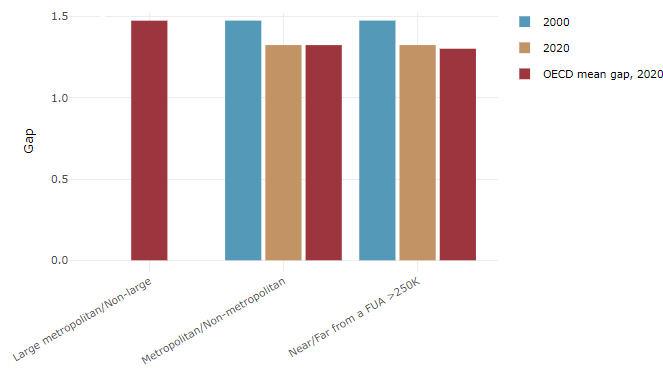 1.5
1.0
0.5
0.0
Gap
Large metropolitan/Non-large
Metropolitan/Non-metropolitan
Near/Far from a FUA >250K
2000
2020
OECD mean gap, 2020